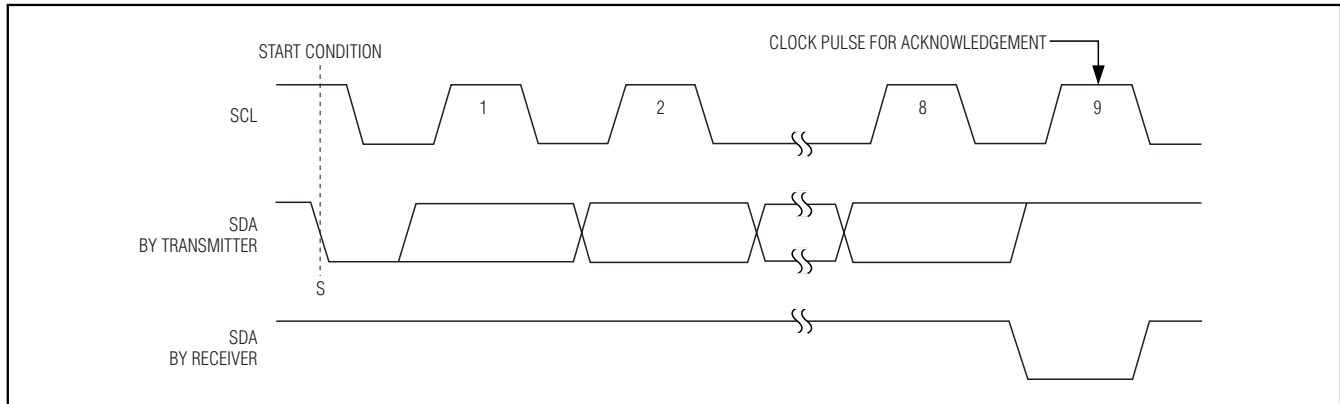 START CONDITION
CLOCK PULSE FOR ACKNOWLEDGEMENT
SCL
1
2
8
9
SDA
BY TRANSMITTER
S
SDA
BY RECEIVER